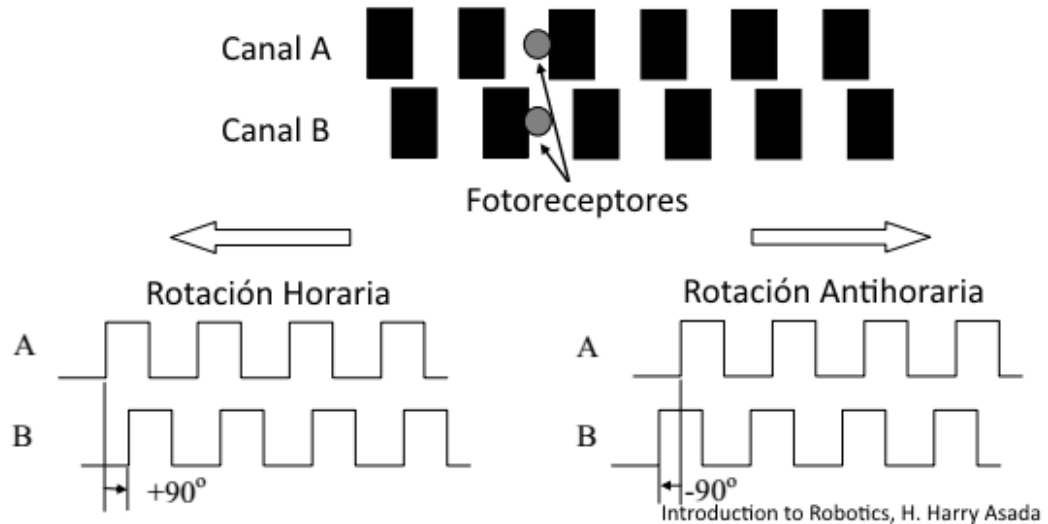 Canal A
Canal B
Fotoreceptores
Rotación Horaria
Rotación Antihoraria
A
A
B
B
+90º
-90º
Introduction to Robotics, H. Harry Asada